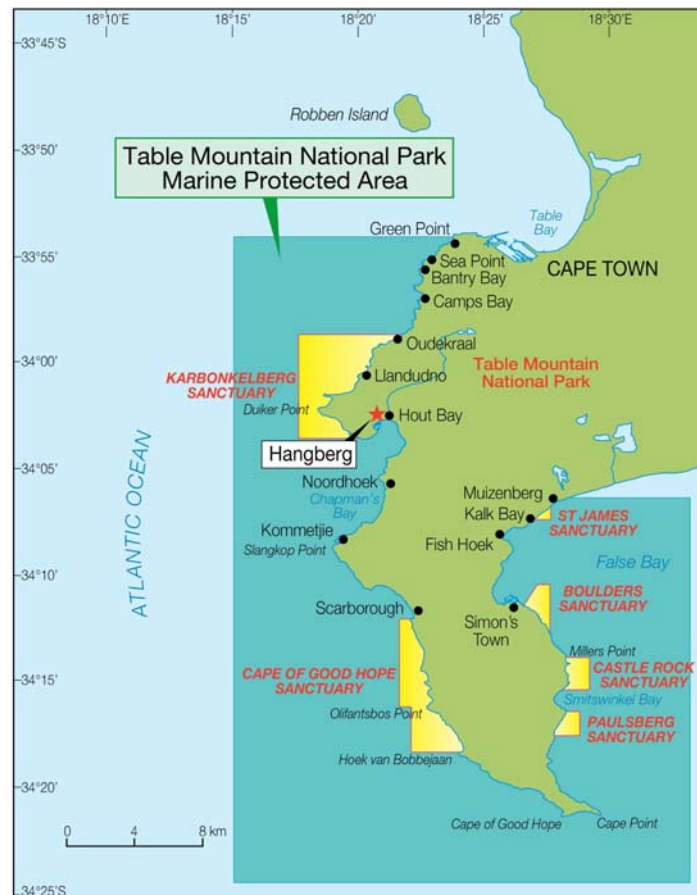 18°10'E
18°15'
18°20'
18°25'
18°30'
33°45'S
Robben Island
33°50'
Table Mountain National Park
Marine Protected Area
Table
Bay
Green Point
33°55'
Sea Point
CAPE TOWN
Bantry Bay
Camps Bay
34°00'
Oudekraal
Table Mountain
National Park
KARBONKELBERG
SANCTUARY
Llandudno
Duiker Point
Hout Bay
Hangberg
34°05'
Noordhoek
Chapman's
Bay
Muizenberg
Kalk Bay
ST JAMES
SANCTUARY
Kommetjie
Slangkop Point
Fish Hoek
ATLANTIC OCEAN
False Bay
34°10'
BOULDERS
SANCTUARY
Scarborough
Simon's
Town
Millers Point
CAPE OF GOOD HOPE
SANCTUARY
CASTLE ROCK
SANCTUARY
34°15'
Smitswinkel Bay
Olifantsbos Point
PAULSBERG
SANCTUARY
Hoek van Bobbejaan
34°20'
0 4 8 km
Cape of Good Hope
Cape Point
34°25'S